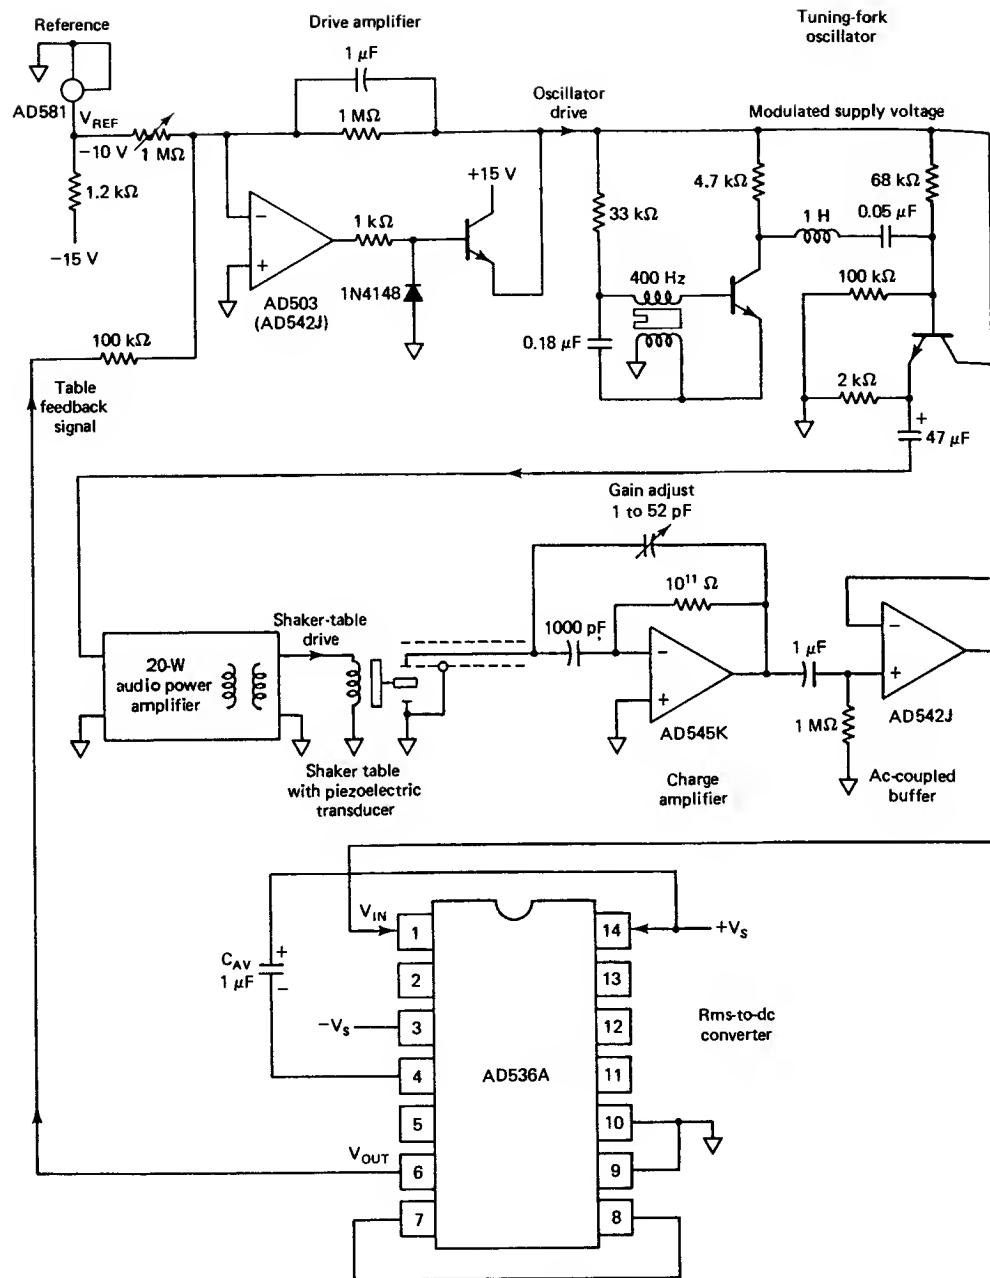 Reference
AD581
V_REF
−10 V
1 MΩ
1.2 kΩ
−15 V
Drive amplifier
1 μF
1 MΩ
+15 V
1 kΩ
−
+
1N4148
AD503
(AD542J)
100 kΩ
Table
feedback
signal
Oscillator
drive
Tuning-fork
oscillator
Modulated supply voltage
4.7 kΩ
68 kΩ
33 kΩ
1 H
0.05 μF
400 Hz
100 kΩ
0.18 μF
2 kΩ
+
47 μF
Gain adjust
1 to 52 pF
10¹¹ Ω
Shaker-table
drive
1000 pF
20-W
audio power
amplifier
−
+
AD545K
1 μF
1 MΩ
−
+
AD542J
Shaker table
with piezoelectric
transducer
Charge
amplifier
Ac-coupled
buffer
V_IN
+V_S
C_AV
1 μF
+
−
−V_S
V_OUT
1
2
3
4
5
6
7
AD536A
14
13
12
11
10
9
8
Rms-to-dc
converter